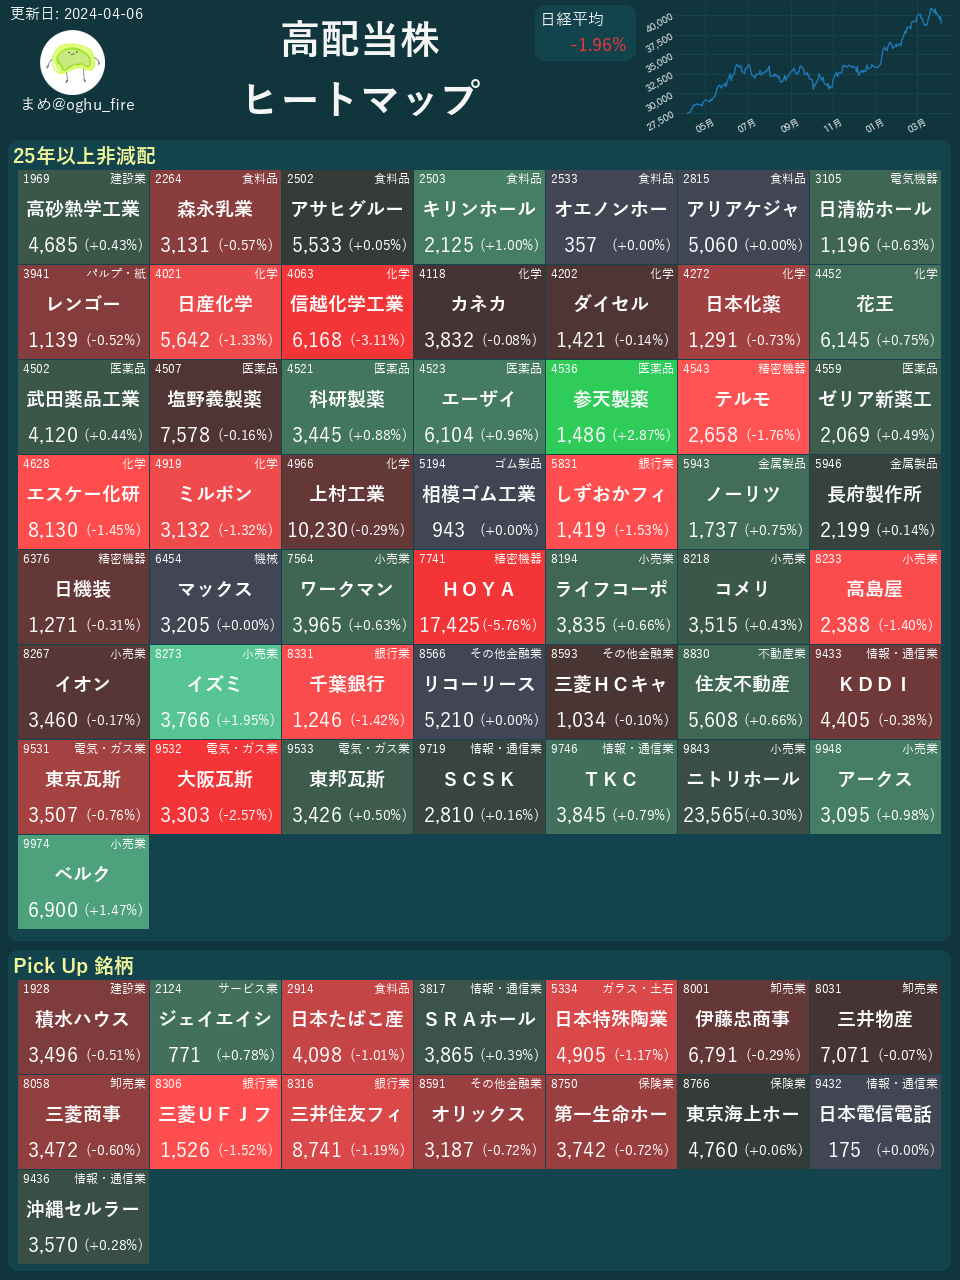 更新日: 2024-04-06
まめ@oghu_fire
高配当株
ヒートマップ
日経平均
-1.96%
40,000
37,500
35,000
32,500
30,000
27,500
05月 07月 09月 11月 01月 03月
25年以上非減配
1969 建設業 2264 食料品 2502 食料品 2503 食料品 2533 食料品 2815 食料品 3105 電気機器
高砂熱学工業 森永乳業 アサヒグルー キリンホール オエノンホー アリアケジャ 日清紡ホール
4,685 (+0.43%) 3,131 (-0.57%) 5,533 (+0.05%) 2,125 (+1.00%) 357 (+0.00%) 5,060 (+0.00%) 1,196 (+0.63%)
3941 パルプ・紙 4021 化学 4063 化学 4118 化学 4202 化学 4272 化学 4452 化学
レンゴー 日産化学 信越化学工業 カネカ ダイセル 日本化薬 花王
1,139 (-0.52%) 5,642 (-1.33%) 6,168 (-3.11%) 3,832 (-0.08%) 1,421 (-0.14%) 1,291 (-0.73%) 6,145 (+0.75%)
4502 医薬品 4507 医薬品 4521 医薬品 4523 医薬品 4536 医薬品 4543 精密機器 4559 医薬品
武田薬品工業 塩野義製薬 科研製薬 エーザイ 参天製薬 テルモ ゼリア新薬工
4,120 (+0.44%) 7,578 (-0.16%) 3,445 (+0.88%) 6,104 (+0.96%) 1,486 (+2.87%) 2,658 (-1.76%) 2,069 (+0.49%)
4628 化学 4919 化学 4966 化学 5194 ゴム製品 5831 銀行業 5943 金属製品 5946 金属製品
エスケー化研 ミルボン 上村工業 相模ゴム工業 しずおかフィ ノーリツ 長府製作所
8,130 (-1.45%) 3,132 (-1.32%) 10,230 (-0.29%) 943 (+0.00%) 1,419 (-1.53%) 1,737 (+0.75%) 2,199 (+0.14%)
6376 精密機器 6454 機械 7564 小売業 7741 精密機器 8194 小売業 8218 小売業 8233 小売業
日機装 マックス ワークマン ＨＯＹＡ ライフコーポ コメリ 高島屋
1,271 (-0.31%) 3,205 (+0.00%) 3,965 (+0.63%) 17,425 (-5.76%) 3,835 (+0.66%) 3,515 (+0.43%) 2,388 (-1.40%)
8267 小売業 8273 小売業 8331 銀行業 8566 その他金融業 8593 その他金融業 8830 不動産業 9433 情報・通信業
イオン イズミ 千葉銀行 リコーリース 三菱ＨＣキャ 住友不動産 ＫＤＤＩ
3,460 (-0.17%) 3,766 (+1.95%) 1,246 (-1.42%) 5,210 (+0.00%) 1,034 (-0.10%) 5,608 (+0.66%) 4,405 (-0.38%)
9531 電気・ガス業 9532 電気・ガス業 9533 電気・ガス業 9719 情報・通信業 9746 情報・通信業 9843 小売業 9948 小売業
東京瓦斯 大阪瓦斯 東邦瓦斯 ＳＣＳＫ ＴＫＣ ニトリホール アークス
3,507 (-0.76%) 3,303 (-2.57%) 3,426 (+0.50%) 2,810 (+0.16%) 3,845 (+0.79%) 23,565 (+0.30%) 3,095 (+0.98%)
9974 小売業
ベルク
6,900 (+1.47%)
Pick Up 銘柄
1928 建設業 2124 サービス業 2914 食料品 3817 情報・通信業 5334 ガラス・土石 8001 卸売業 8031 卸売業
積水ハウス ジェイエイシ 日本たばこ産 ＳＲＡホール 日本特殊陶業 伊藤忠商事 三井物産
3,496 (-0.51%) 771 (+0.78%) 4,098 (-1.01%) 3,865 (+0.39%) 4,905 (-1.17%) 6,791 (-0.29%) 7,071 (-0.07%)
8058 卸売業 8306 銀行業 8316 銀行業 8591 その他金融業 8750 保険業 8766 保険業 9432 情報・通信業
三菱商事 三菱ＵＦＪフ 三井住友フィ オリックス 第一生命ホー 東京海上ホー 日本電信電話
3,472 (-0.60%) 1,526 (-1.52%) 8,741 (-1.19%) 3,187 (-0.72%) 3,742 (-0.72%) 4,760 (+0.06%) 175 (+0.00%)
9436 情報・通信業
沖縄セルラー
3,570 (+0.28%)